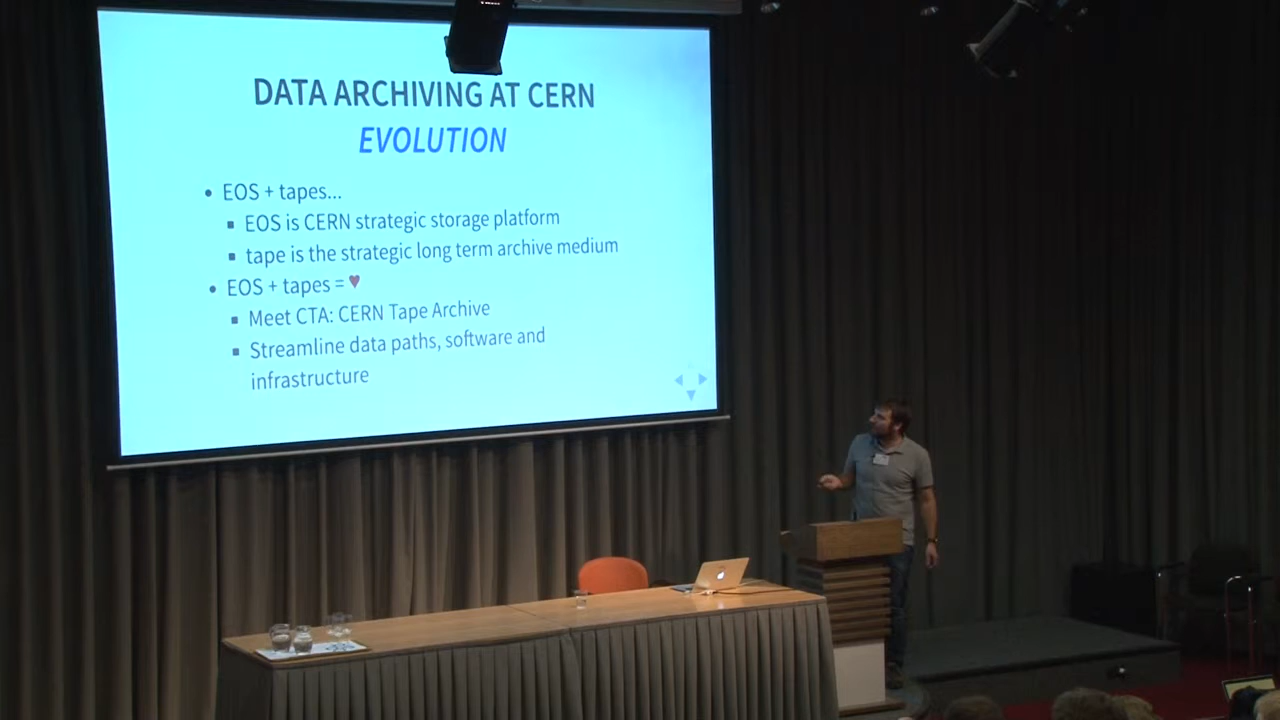 DATA ARCHIVING AT CERN
EVOLUTION
• EOS + tapes...
▪ EOS is CERN strategic storage platform
▪ tape is the strategic long term archive medium
• EOS + tapes = ♥
▪ Meet CTA: CERN Tape Archive
▪ Streamline data paths, software and
infrastructure